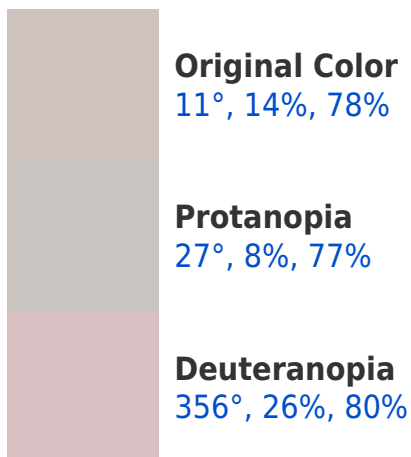 Original Color
11°, 14%, 78%
Protanopia
27°, 8%, 77%
Deuteranopia
356°, 26%, 80%